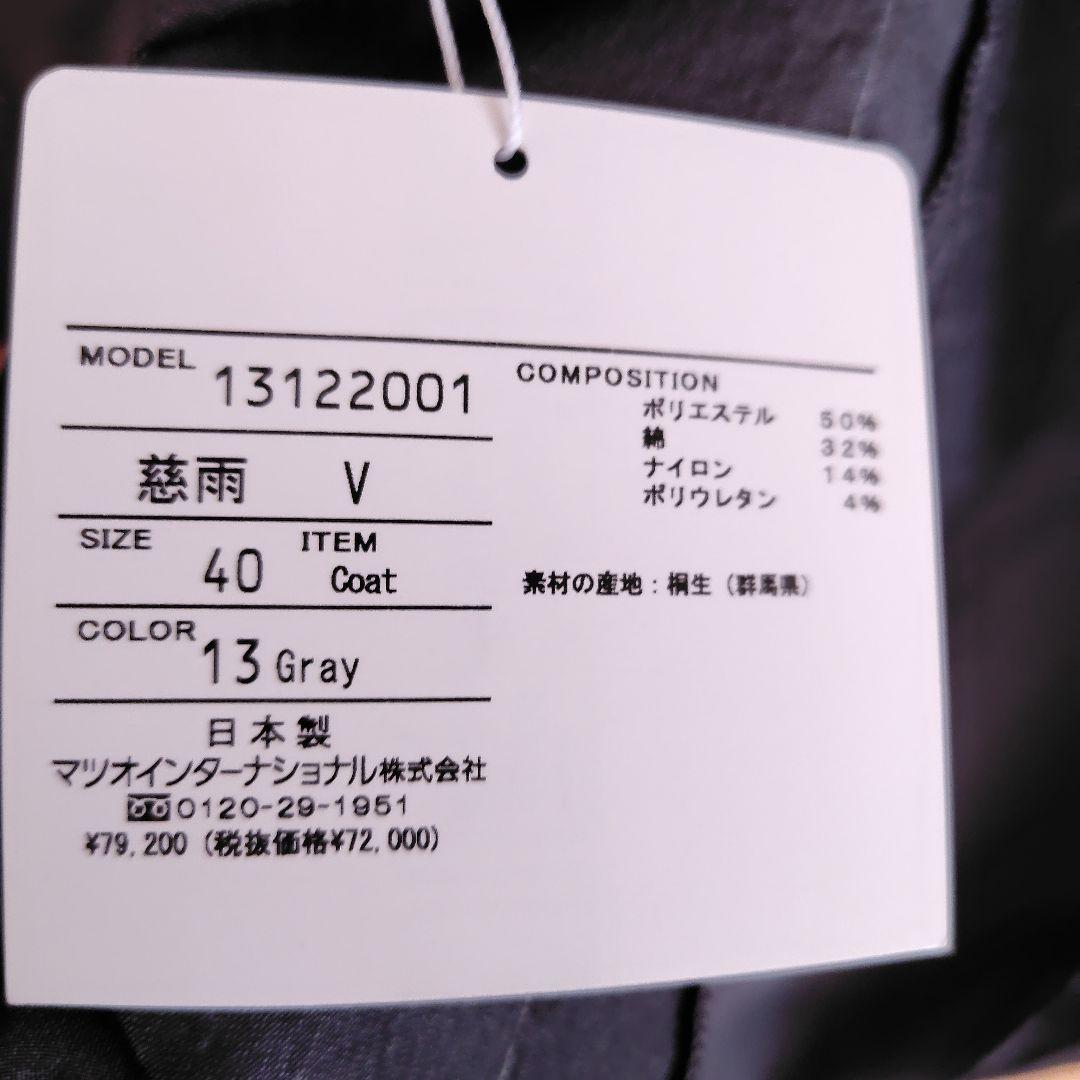 MODEL 13122001
慈雨 V
SIZE 40 ITEM Coat
COLOR 13 Gray
日本製
マツオインターナショナル株式会社
0120-29-1951
¥79,200 (税抜価格¥72,000)
COMPOSITION
ポリエステル 50%
綿 32%
ナイロン 14%
ポリウレタン 4%
素材の産地：桐生（群馬県）